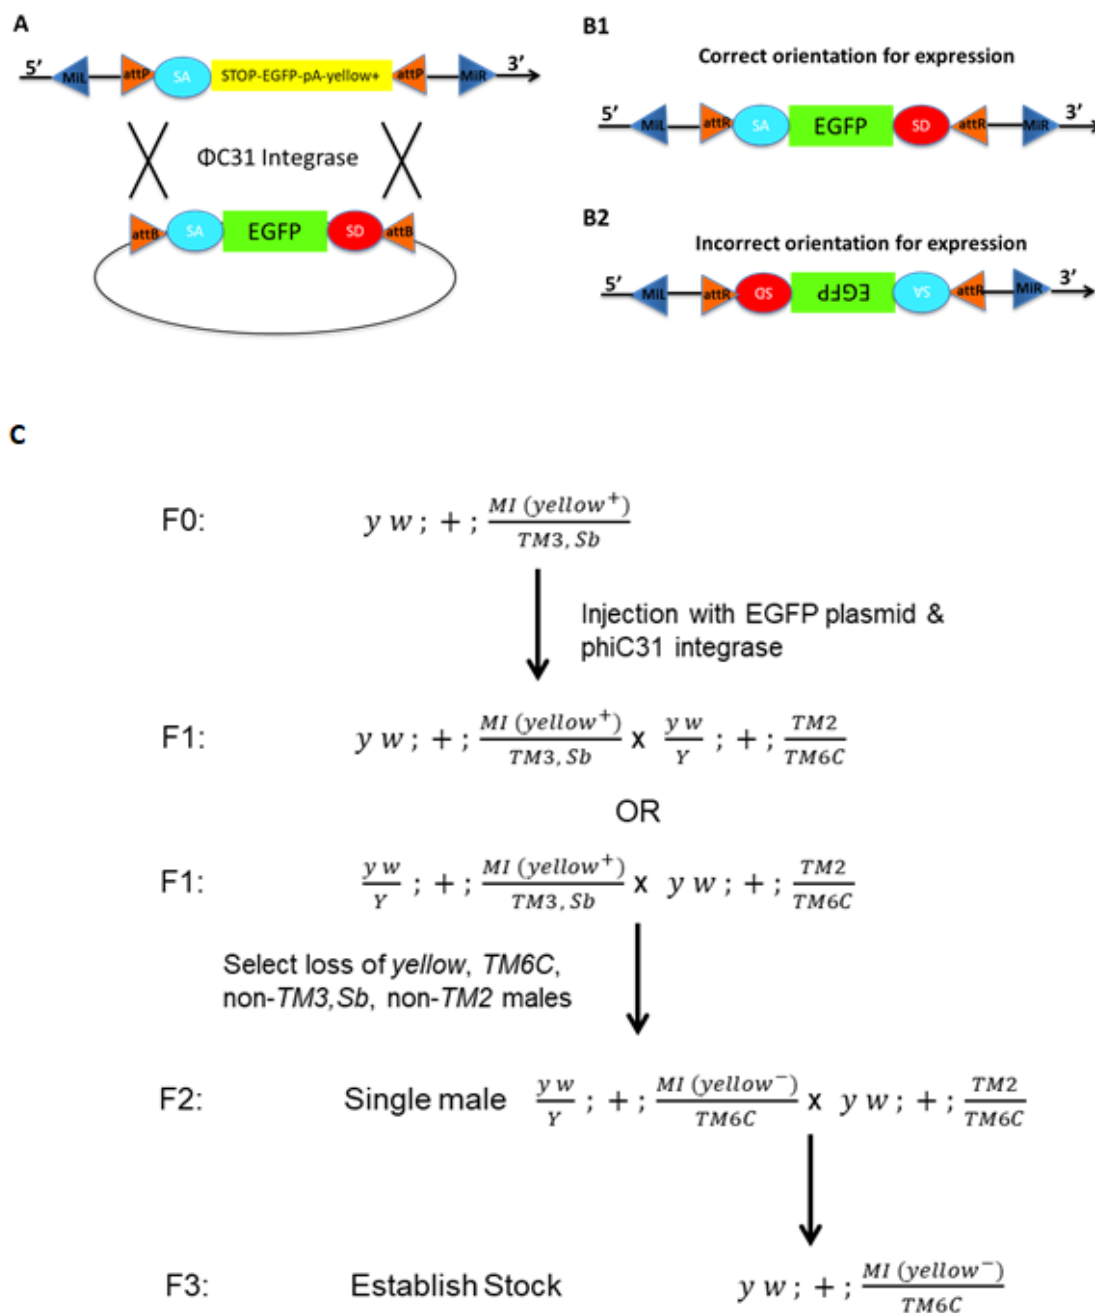 A
5' MiL attP SA STOP-EGFP-pA-yellow+ attP MiR 3'
ΦC31 Integrase
attB SA EGFP SD attB
B1
Correct orientation for expression
5' MiL attR SA EGFP SD attR MiR 3'
B2
Incorrect orientation for expression
5' MiL attR SD EGFP SA attR MiR 3'
C
F0: y w ; + ; MI (yellow⁺) / TM3, Sb
Injection with EGFP plasmid &
phiC31 integrase
F1: y w ; + ; MI (yellow⁺) / TM3, Sb x y w / Y ; + ; TM2 / TM6C
OR
F1: y w / Y ; + ; MI (yellow⁺) / TM3, Sb x y w ; + ; TM2 / TM6C
Select loss of yellow, TM6C,
non-TM3,Sb, non-TM2 males
F2: Single male y w / Y ; + ; MI (yellow⁻) / TM6C x y w ; + ; TM2 / TM6C
F3: Establish Stock y w ; + ; MI (yellow⁻) / TM6C